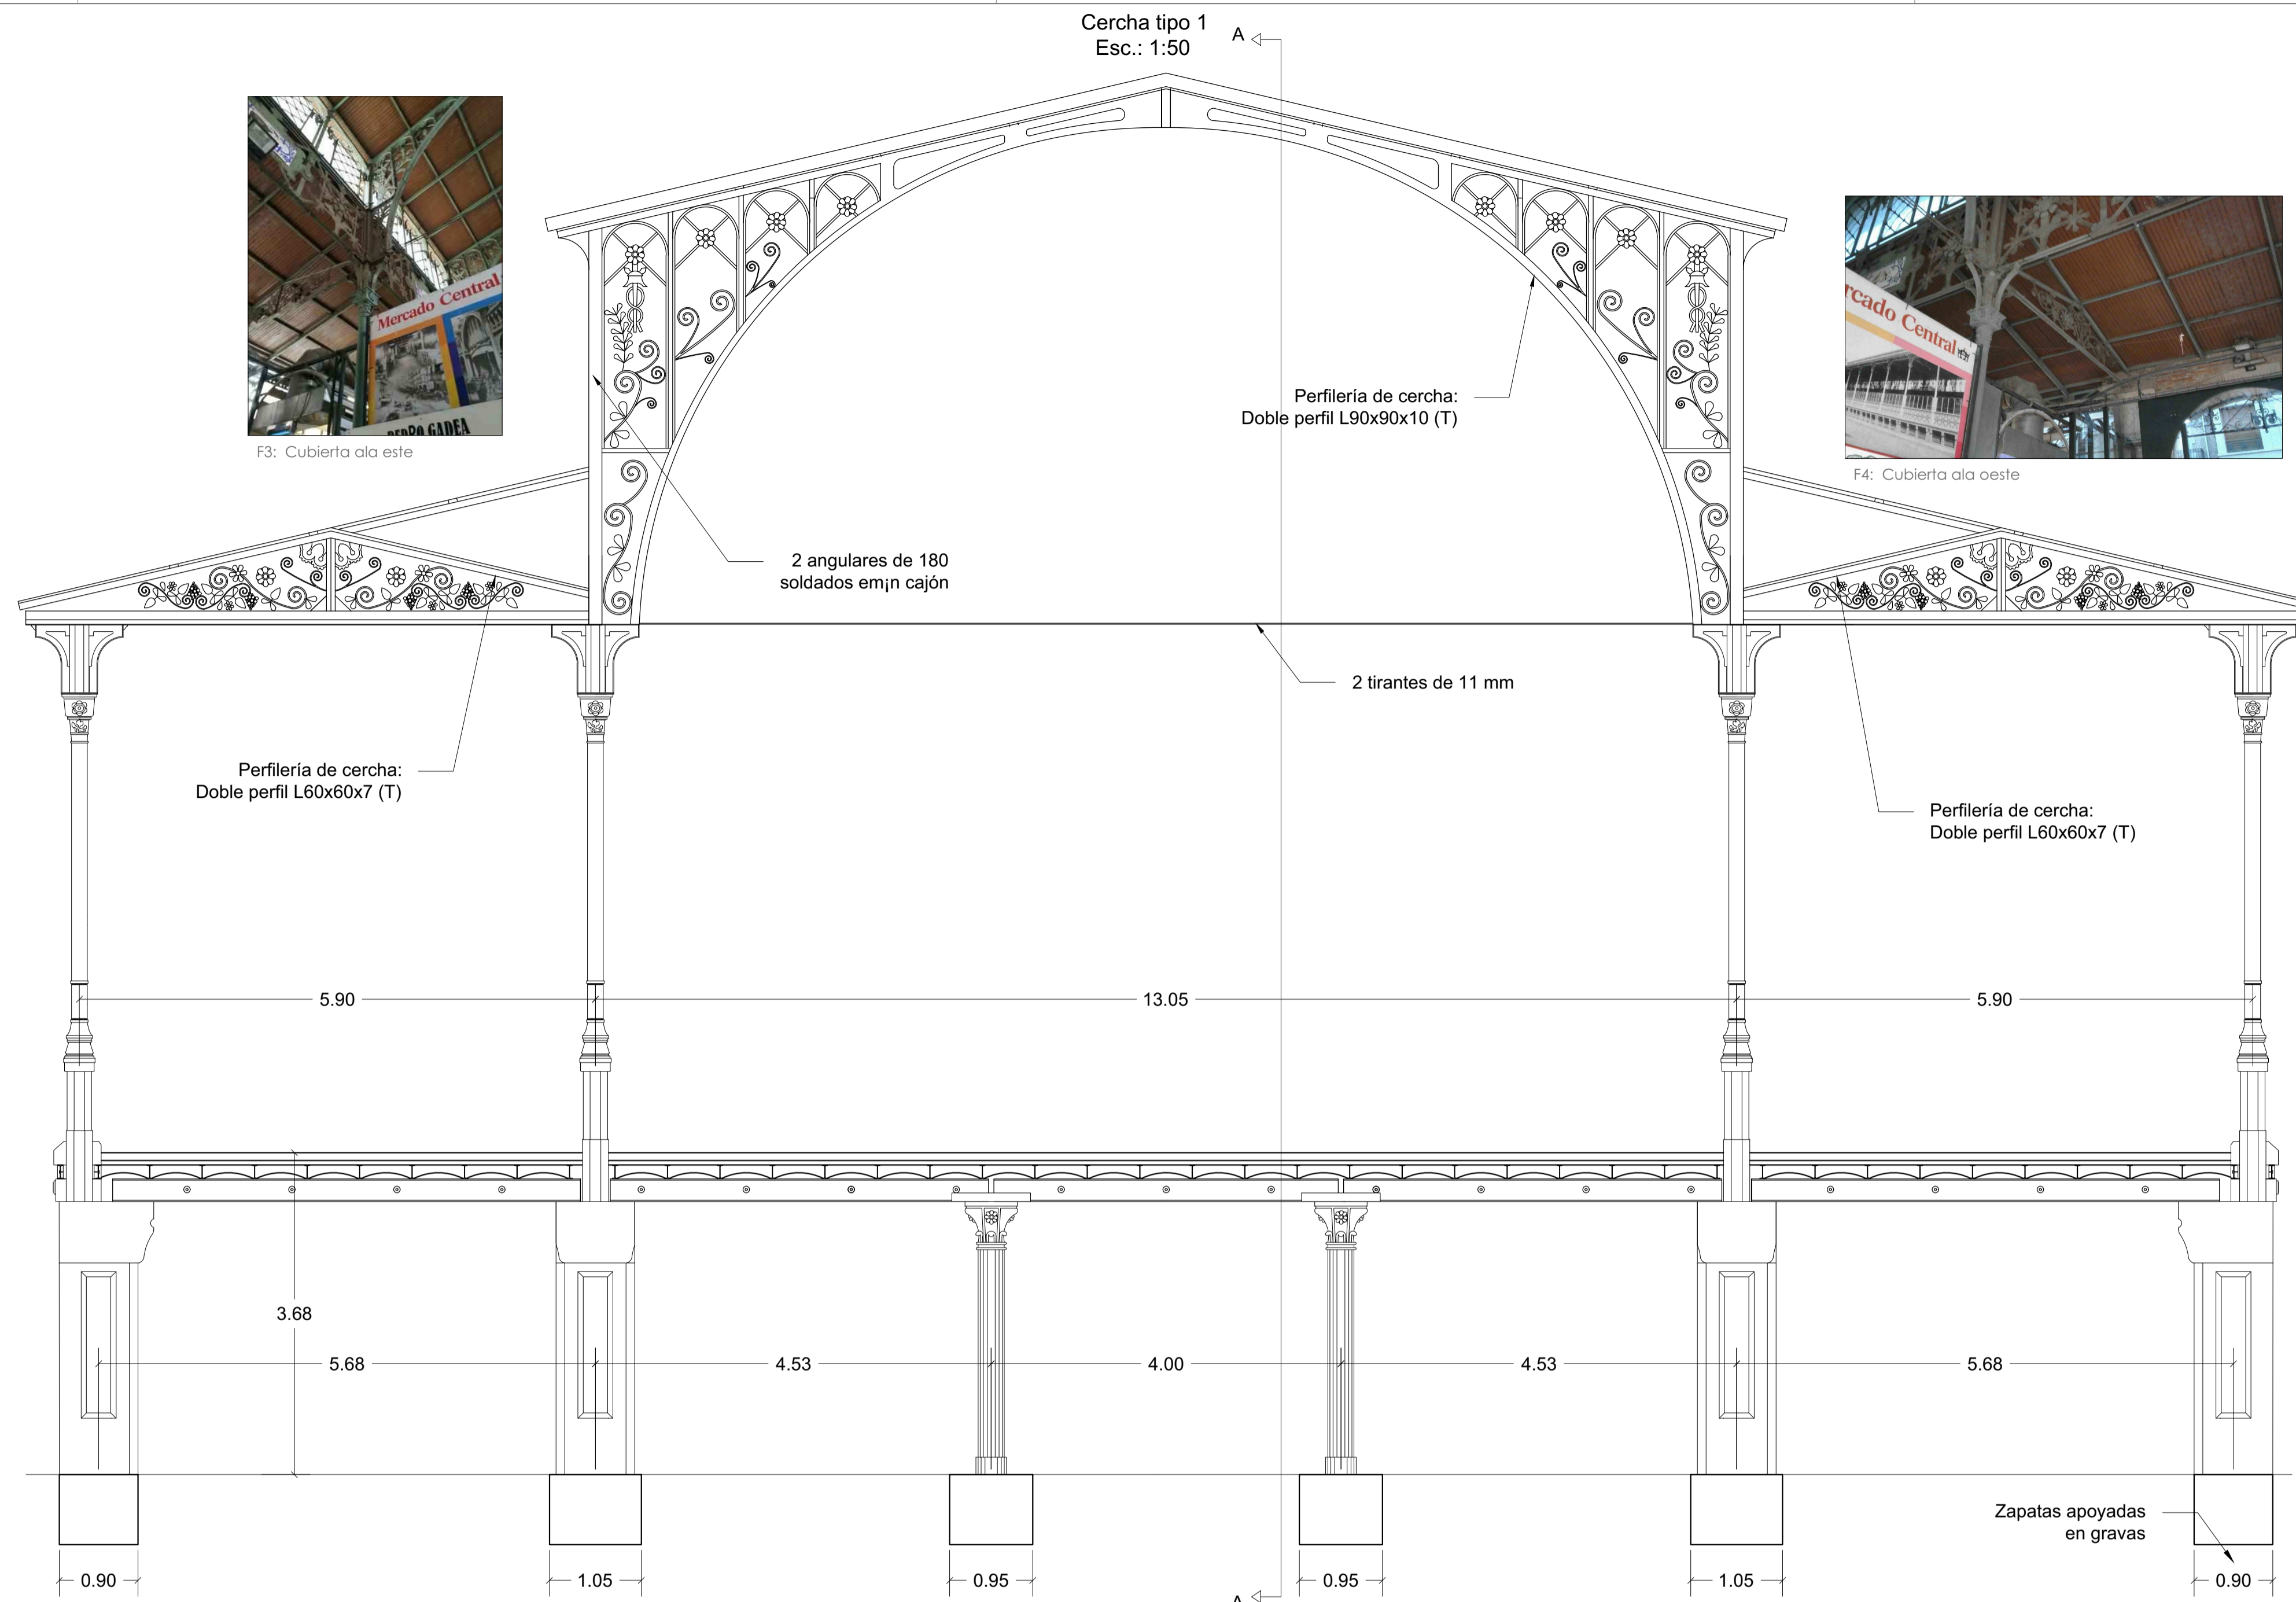 Cercha tipo 1
Esc.: 1:50
A
Mercado Central
PEDRO GADEA
F3: Cubierta ala este
rcado Central
F4: Cubierta ala oeste
Perfilería de cercha:
Doble perfil L90x90x10 (T)
2 angulares de 180
soldados em¡n cajón
2 tirantes de 11 mm
Perfilería de cercha:
Doble perfil L60x60x7 (T)
Perfilería de cercha:
Doble perfil L60x60x7 (T)
5.90
13.05
5.90
3.68
5.68
4.53
4.00
4.53
5.68
Zapatas apoyadas
en gravas
0.90
1.05
0.95
0.95
1.05
0.90
A